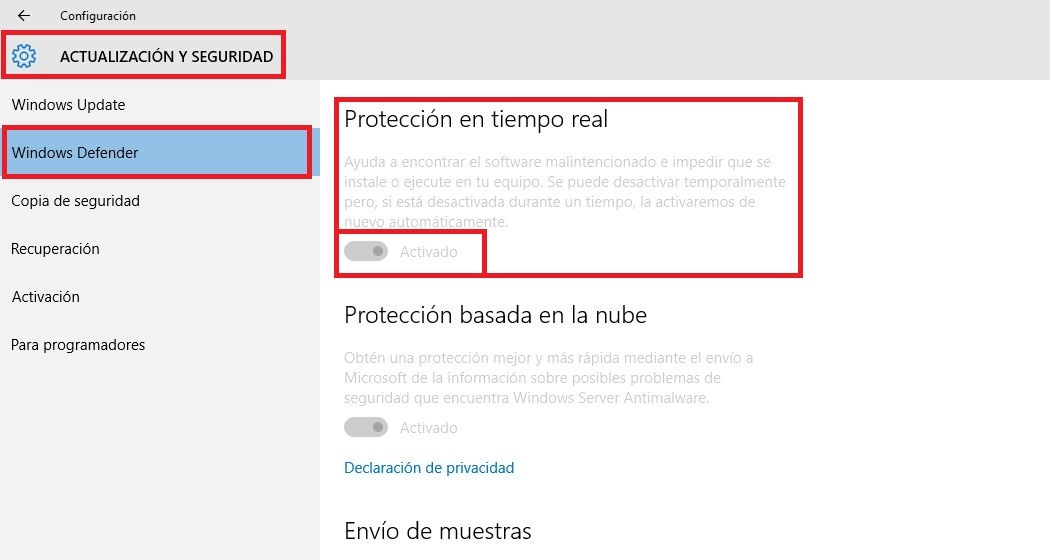 Configuración
ACTUALIZACIÓN Y SEGURIDAD
Windows Update
Windows Defender
Copia de seguridad
Recuperación
Activación
Para programadores
Protección en tiempo real
Ayuda a encontrar el software malintencionado e impedir que se
instale o ejecute en tu equipo. Se puede desactivar temporalmente
pero, si está desactivada durante un tiempo, la activaremos de
nuevo automáticamente.
Activado
Protección basada en la nube
Obtén una protección mejor y más rápida mediante el envío a
Microsoft de la información sobre posibles problemas de
seguridad que encuentra Windows Server Antimalware.
Activado
Declaración de privacidad
Envío de muestras